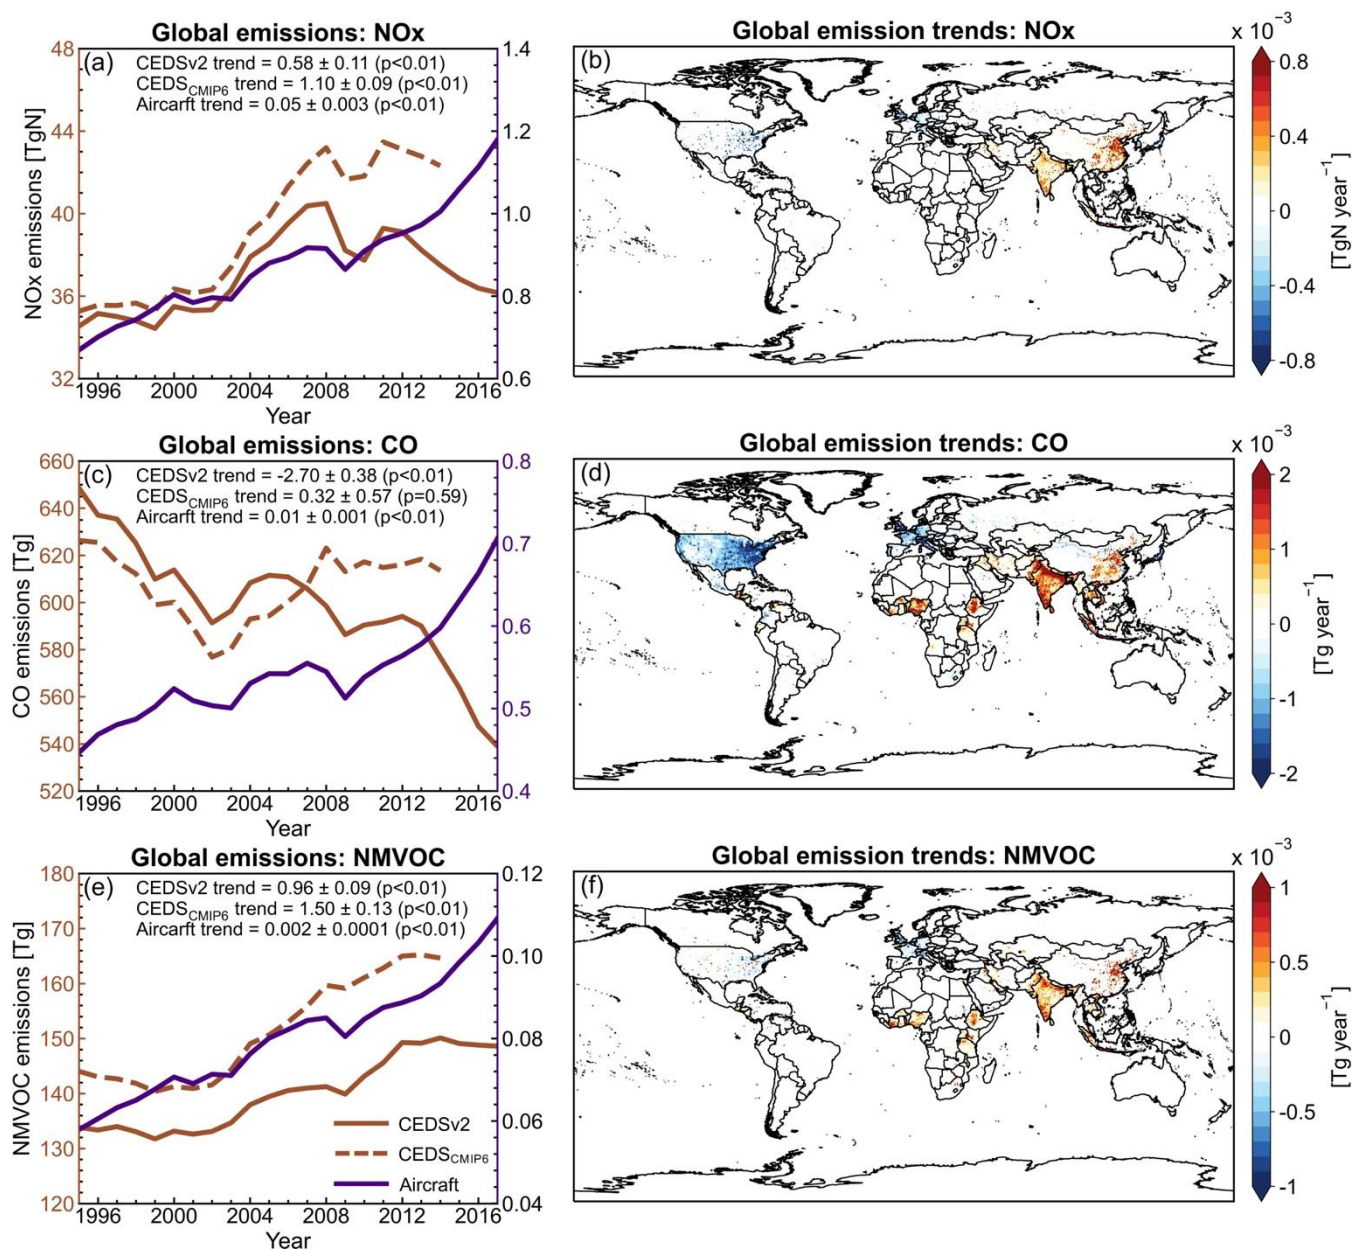 Global emissions: NOx
(a)
CEDSv2 trend = 0.58 ± 0.11 (p<0.01)
CEDSCMIP6 trend = 1.10 ± 0.09 (p<0.01)
Aircarft trend = 0.05 ± 0.003 (p<0.01)
NOx emissions [TgN]
48
44
40
36
32
1.4
1.2
1.0
0.8
0.6
1996 2000 2004 2008 2012 2016
Year
Global emission trends: NOx
(b)
x 10⁻³
0.8
0.4
0
-0.4
-0.8
[TgN year⁻¹]
Global emissions: CO
(c)
CEDSv2 trend = -2.70 ± 0.38 (p<0.01)
CEDSCMIP6 trend = 0.32 ± 0.57 (p=0.59)
Aircarft trend = 0.01 ± 0.001 (p<0.01)
CO emissions [Tg]
660
640
620
600
580
560
540
520
0.8
0.7
0.6
0.5
0.4
1996 2000 2004 2008 2012 2016
Year
Global emission trends: CO
(d)
x 10⁻³
2
1
0
-1
-2
[Tg year⁻¹]
Global emissions: NMVOC
(e)
CEDSv2 trend = 0.96 ± 0.09 (p<0.01)
CEDSCMIP6 trend = 1.50 ± 0.13 (p<0.01)
Aircarft trend = 0.002 ± 0.0001 (p<0.01)
NMVOC emissions [Tg]
180
170
160
150
140
130
120
0.12
0.10
0.08
0.06
0.04
CEDSv2
CEDSCMIP6
Aircraft
1996 2000 2004 2008 2012 2016
Year
Global emission trends: NMVOC
(f)
x 10⁻³
1
0.5
0
-0.5
-1
[Tg year⁻¹]